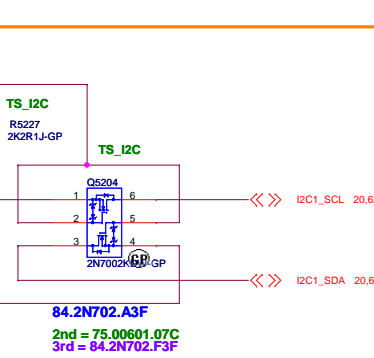 TS_I2C
R5227
2K2R1J-GP
TS_I2C
Q5204
1 6
2 5
3 4
GP
I2C1_SCL 20,6
I2C1_SDA 20,6
84.2N702.A3F
2nd = 75.00601.07C
3rd = 84.2N702.F3F